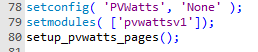 78 setconfig( 'PVWatts', 'None' );
79 setmodules( ['pvwattsv1']);
80 setup_pvwatts_pages();